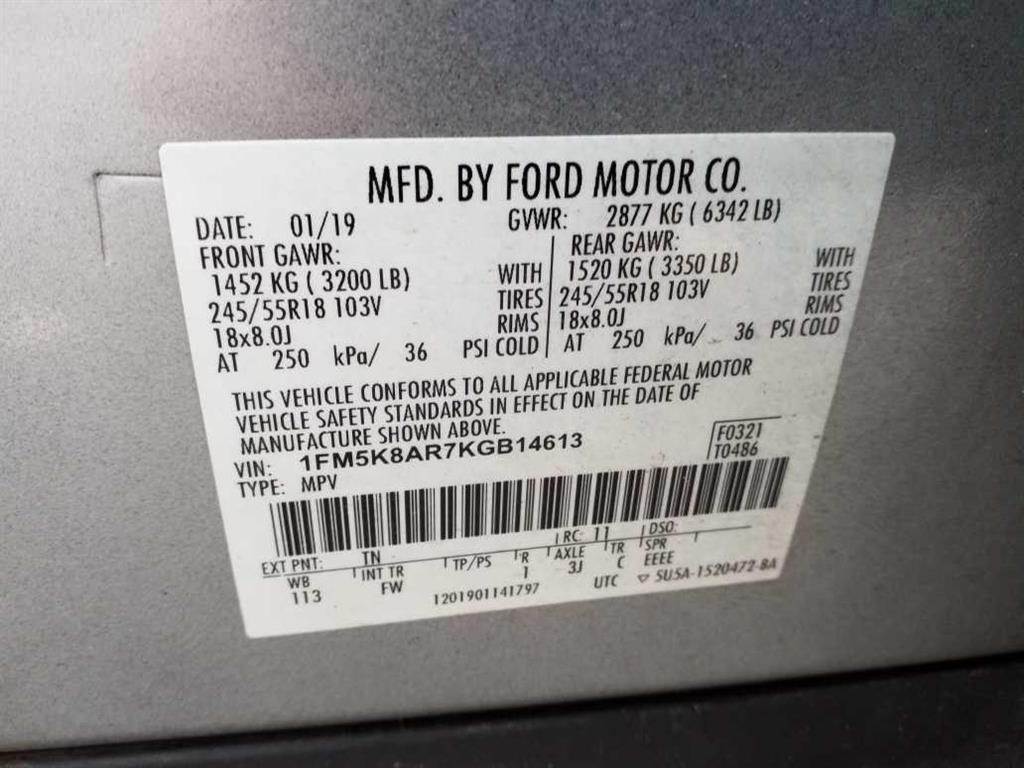 MFD. BY FORD MOTOR CO.
DATE: 01/19 GVWR: 2877 KG ( 6342 LB)
FRONT GAWR: REAR GAWR:
1452 KG ( 3200 LB) WITH 1520 KG ( 3350 LB) WITH
245/55R18 103V TIRES 245/55R18 103V TIRES
18x8.0J RIMS 18x8.0J RIMS
AT 250 kPa/ 36 PSI COLD AT 250 kPa/ 36 PSI COLD
THIS VEHICLE CONFORMS TO ALL APPLICABLE FEDERAL MOTOR
VEHICLE SAFETY STANDARDS IN EFFECT ON THE DATE OF
MANUFACTURE SHOWN ABOVE.
VIN: 1FM5K8AR7KGB14613 F0321
TYPE: MPV T0486
EXT PNT: TN RC: 11 DSO:
WB INT TR TP/PS R AXLE TR SPR
113 FW 1 3J C EEEE
1201901141797 UTC ▽ 5U5A-1520472-BA